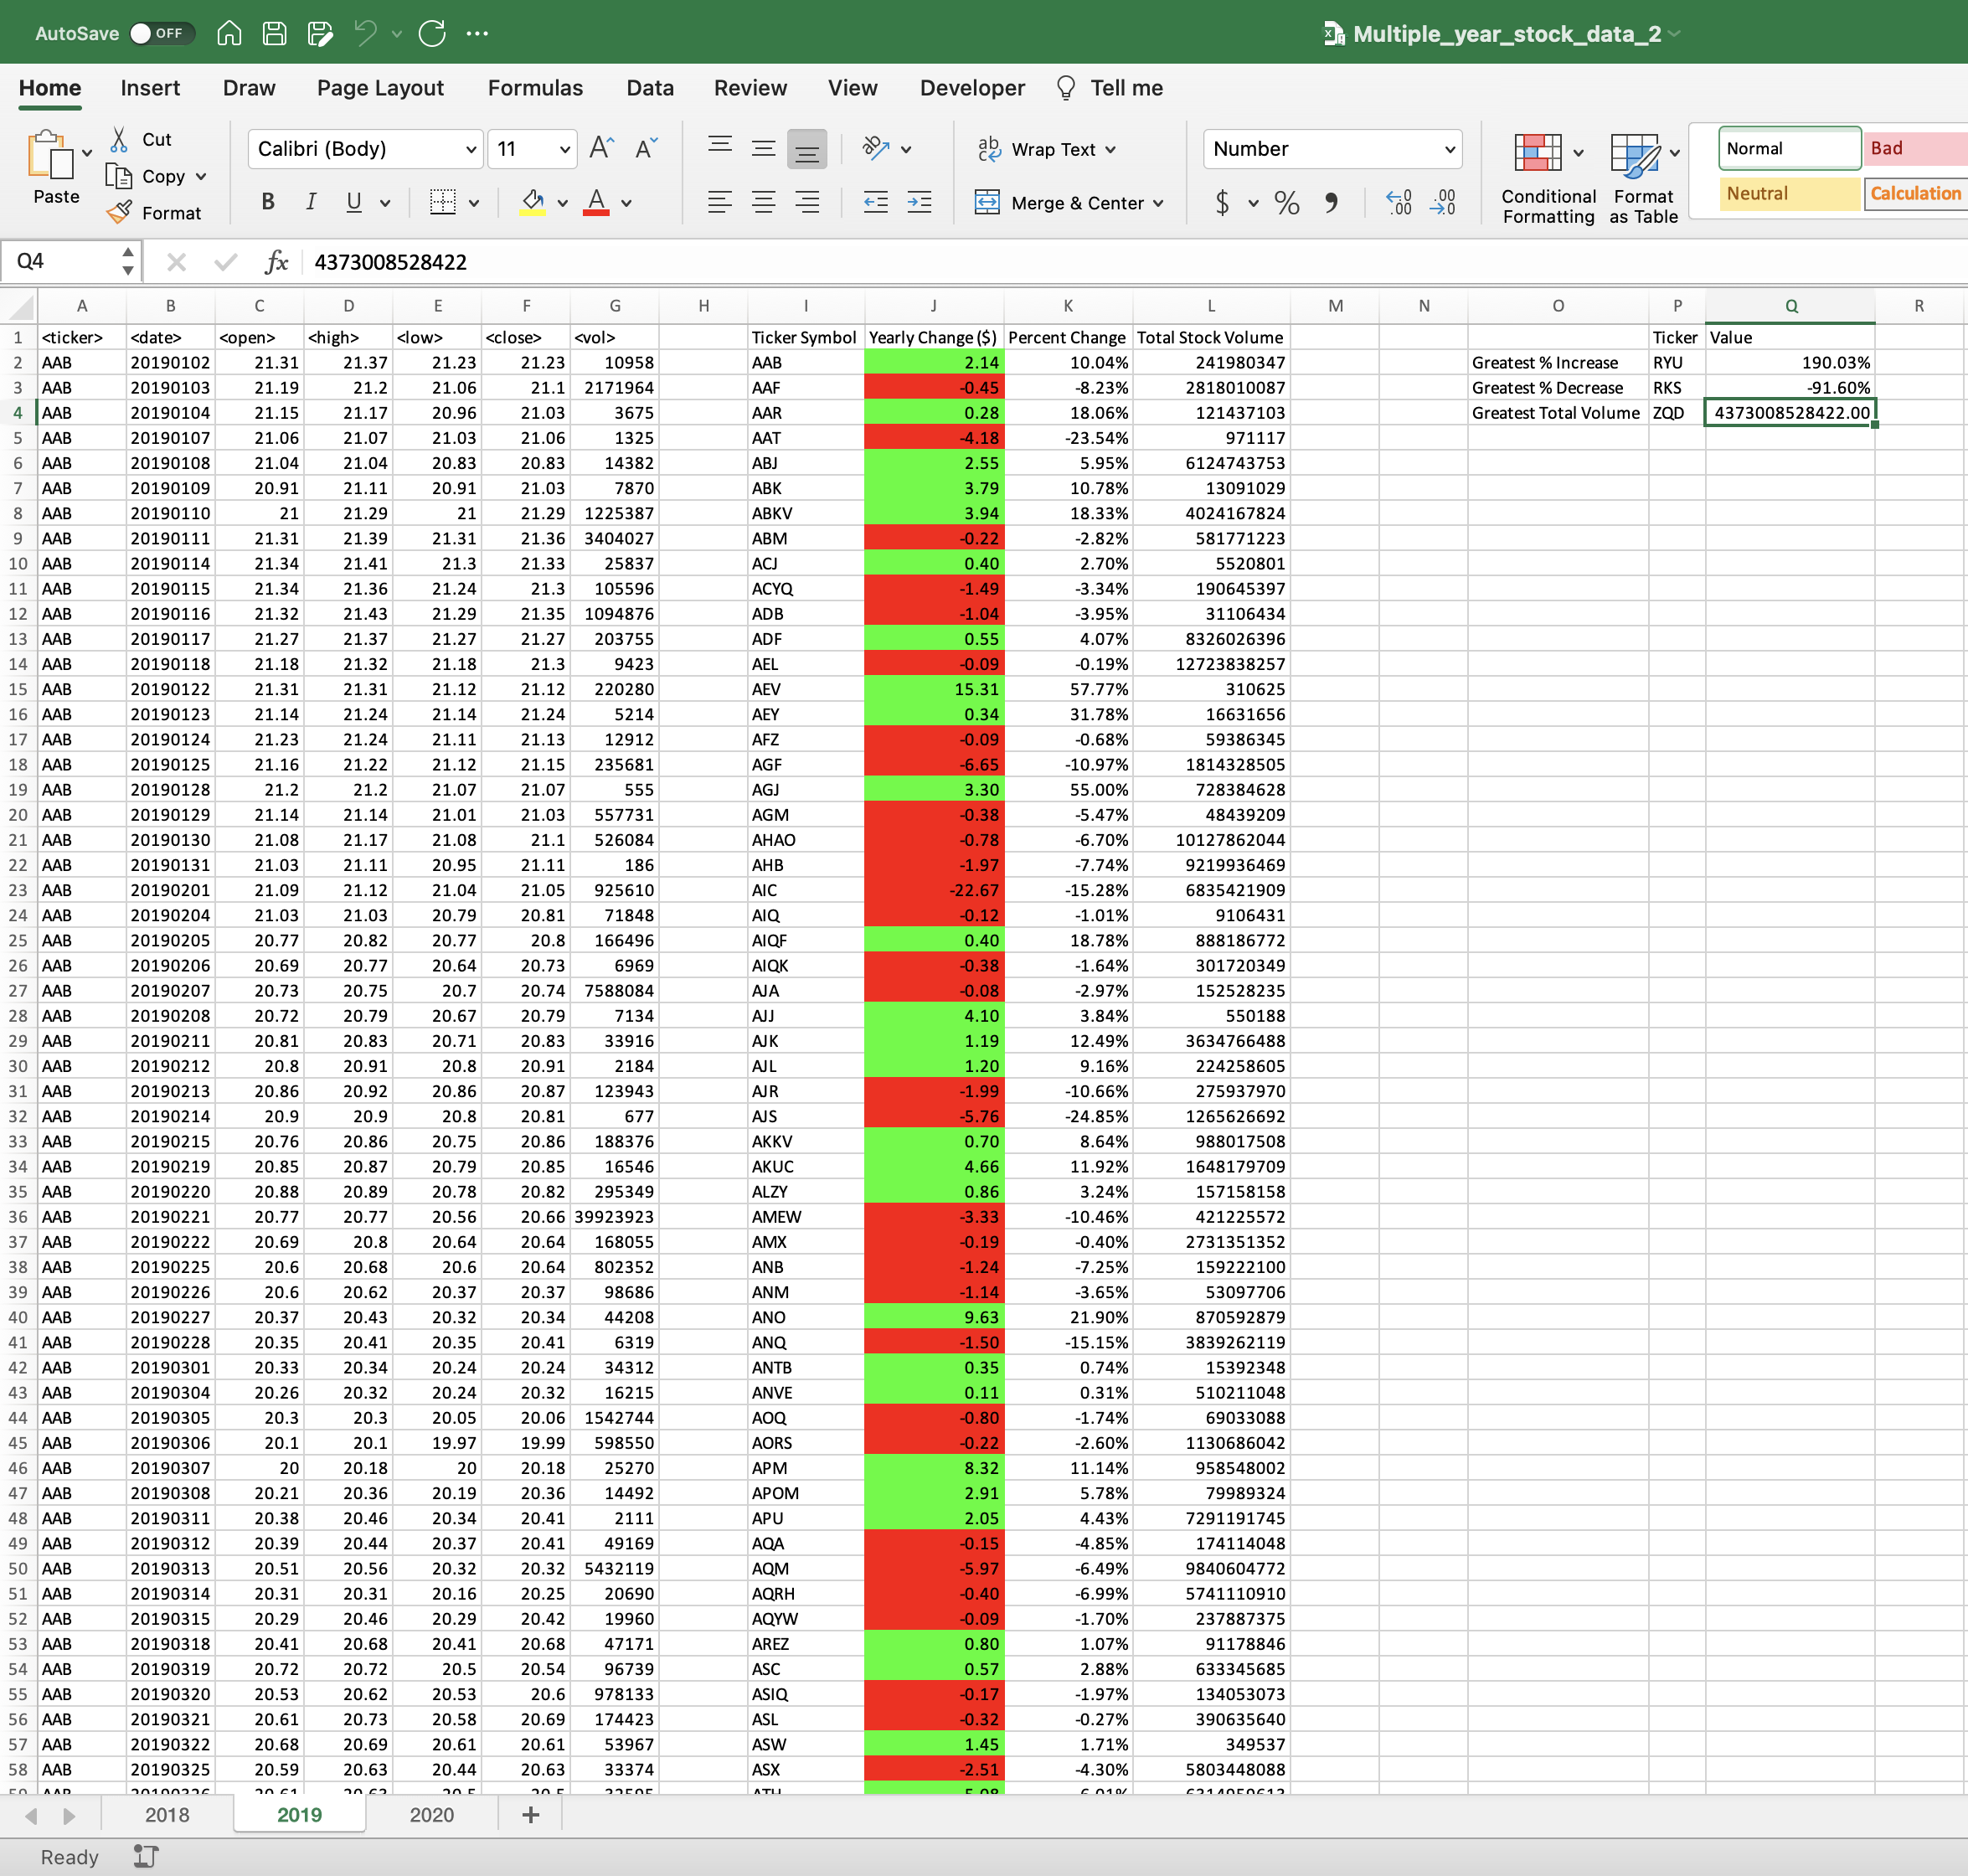 AutoSave OFF Multiple_year_stock_data_2
Home Insert Draw Page Layout Formulas Data Review View Developer Tell me
Paste Cut Copy Format
Calibri (Body) 11 A^ A˅
B I U A
ab Wrap Text
Merge & Center
Number
$ % , .00 .00
Conditional Formatting Format as Table
Normal Bad
Neutral Calculation
Q4 fx 4373008528422
A B C D E F G H I J K L M N O P Q R
1 <ticker> <date> <open> <high> <low> <close> <vol> Ticker Symbol Yearly Change ($) Percent Change Total Stock Volume Ticker Value
2 AAB 20190102 21.31 21.37 21.23 21.23 10958 AAB 2.14 10.04% 241980347 Greatest % Increase RYU 190.03%
3 AAB 20190103 21.19 21.2 21.06 21.1 2171964 AAF -0.45 -8.23% 2818010087 Greatest % Decrease RKS -91.60%
4 AAB 20190104 21.15 21.17 20.96 21.03 3675 AAR 0.28 18.06% 121437103 Greatest Total Volume ZQD 4373008528422.00
5 AAB 20190107 21.06 21.07 21.03 21.06 1325 AAT -4.18 -23.54% 971117
6 AAB 20190108 21.04 21.04 20.83 20.83 14382 ABJ 2.55 5.95% 6124743753
7 AAB 20190109 20.91 21.11 20.91 21.03 7870 ABK 3.79 10.78% 13091029
8 AAB 20190110 21 21.29 21 21.29 1225387 ABKV 3.94 18.33% 4024167824
9 AAB 20190111 21.31 21.39 21.31 21.36 3404027 ABM -0.22 -2.82% 581771223
10 AAB 20190114 21.34 21.41 21.3 21.33 25837 ACJ 0.40 2.70% 5520801
11 AAB 20190115 21.34 21.36 21.24 21.3 105596 ACYQ -1.49 -3.34% 190645397
12 AAB 20190116 21.32 21.43 21.29 21.35 1094876 ADB -1.04 -3.95% 31106434
13 AAB 20190117 21.27 21.37 21.27 21.27 203755 ADF 0.55 4.07% 8326026396
14 AAB 20190118 21.18 21.32 21.18 21.3 9423 AEL -0.09 -0.19% 12723838257
15 AAB 20190122 21.31 21.31 21.12 21.12 220280 AEV 15.31 57.77% 310625
16 AAB 20190123 21.14 21.24 21.14 21.24 5214 AEY 0.34 31.78% 16631656
17 AAB 20190124 21.23 21.24 21.11 21.13 12912 AFZ -0.09 -0.68% 59386345
18 AAB 20190125 21.16 21.22 21.12 21.15 235681 AGF -6.65 -10.97% 1814328505
19 AAB 20190128 21.2 21.2 21.07 21.07 555 AGJ 3.30 55.00% 728384628
20 AAB 20190129 21.14 21.14 21.01 21.03 557731 AGM -0.38 -5.47% 48439209
21 AAB 20190130 21.08 21.17 21.08 21.1 526084 AHAO -0.78 -6.70% 10127862044
22 AAB 20190131 21.03 21.11 20.95 21.11 186 AHB -1.97 -7.74% 9219936469
23 AAB 20190201 21.09 21.12 21.04 21.05 925610 AIC -22.67 -15.28% 6835421909
24 AAB 20190204 21.03 21.03 20.79 20.81 71848 AIQ -0.12 -1.01% 9106431
25 AAB 20190205 20.77 20.82 20.77 20.8 166496 AIQF 0.40 18.78% 888186772
26 AAB 20190206 20.69 20.77 20.64 20.73 6969 AIQK -0.38 -1.64% 301720349
27 AAB 20190207 20.73 20.75 20.7 20.74 7588084 AJA -0.08 -2.97% 152528235
28 AAB 20190208 20.72 20.79 20.67 20.79 7134 AJJ 4.10 3.84% 550188
29 AAB 20190211 20.81 20.83 20.71 20.83 33916 AJK 1.19 12.49% 3634766488
30 AAB 20190212 20.8 20.91 20.8 20.91 2184 AJL 1.20 9.16% 224258605
31 AAB 20190213 20.86 20.92 20.86 20.87 123943 AJR -1.99 -10.66% 275937970
32 AAB 20190214 20.9 20.9 20.8 20.81 677 AJS -5.76 -24.85% 1265626692
33 AAB 20190215 20.76 20.86 20.75 20.86 188376 AKKV 0.70 8.64% 988017508
34 AAB 20190219 20.85 20.87 20.79 20.85 16546 AKUC 4.66 11.92% 1648179709
35 AAB 20190220 20.88 20.89 20.78 20.82 295349 ALZY 0.86 3.24% 157158158
36 AAB 20190221 20.77 20.77 20.56 20.66 39923923 AMEW -3.33 -10.46% 421225572
37 AAB 20190222 20.69 20.8 20.64 20.64 168055 AMX -0.19 -0.40% 2731351352
38 AAB 20190225 20.6 20.68 20.6 20.64 802352 ANB -1.24 -7.25% 159222100
39 AAB 20190226 20.6 20.62 20.37 20.37 98686 ANM -1.14 -3.65% 53097706
40 AAB 20190227 20.37 20.43 20.32 20.34 44208 ANO 9.63 21.90% 870592879
41 AAB 20190228 20.35 20.41 20.35 20.41 6319 ANQ -1.50 -15.15% 3839262119
42 AAB 20190301 20.33 20.34 20.24 20.24 34312 ANTB 0.35 0.74% 15392348
43 AAB 20190304 20.26 20.32 20.24 20.32 16215 ANVE 0.11 0.31% 510211048
44 AAB 20190305 20.3 20.3 20.05 20.06 1542744 AOQ -0.80 -1.74% 69033088
45 AAB 20190306 20.1 20.1 19.97 19.99 598550 AORS -0.22 -2.60% 1130686042
46 AAB 20190307 20 20.18 20 20.18 25270 APM 8.32 11.14% 958548002
47 AAB 20190308 20.21 20.36 20.19 20.36 14492 APOM 2.91 5.78% 79989324
48 AAB 20190311 20.38 20.46 20.34 20.41 2111 APU 2.05 4.43% 7291191745
49 AAB 20190312 20.39 20.44 20.37 20.41 49169 AQA -0.15 -4.85% 174114048
50 AAB 20190313 20.51 20.56 20.32 20.32 5432119 AQM -5.97 -6.49% 9840604772
51 AAB 20190314 20.31 20.31 20.16 20.25 20690 AQRH -0.40 -6.99% 5741110910
52 AAB 20190315 20.29 20.46 20.29 20.42 19960 AQYW -0.09 -1.70% 237887375
53 AAB 20190318 20.41 20.68 20.41 20.68 47171 AREZ 0.80 1.07% 91178846
54 AAB 20190319 20.72 20.72 20.5 20.54 96739 ASC 0.57 2.88% 633345685
55 AAB 20190320 20.53 20.62 20.53 20.6 978133 ASIQ -0.17 -1.97% 134053073
56 AAB 20190321 20.61 20.73 20.58 20.69 174423 ASL -0.32 -0.27% 390635640
57 AAB 20190322 20.68 20.69 20.61 20.61 53967 ASW 1.45 1.71% 349537
58 AAB 20190325 20.59 20.63 20.44 20.63 33374 ASX -2.51 -4.30% 5803448088
2018 2019 2020 +
Ready